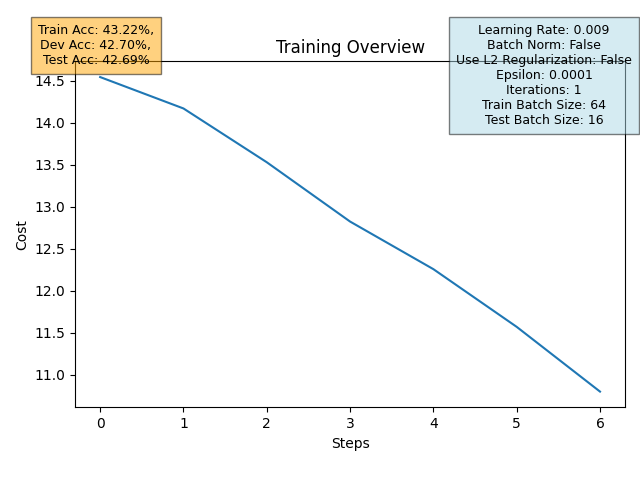 Train Acc: 43.22%,
Dev Acc: 42.70%,
Test Acc: 42.69%
Training Overview
Learning Rate: 0.009
Batch Norm: False
Use L2 Regularization: False
Epsilon: 0.0001
Iterations: 1
Train Batch Size: 64
Test Batch Size: 16
Cost
14.5
14.0
13.5
13.0
12.5
12.0
11.5
11.0
0 1 2 3 4 5 6
Steps